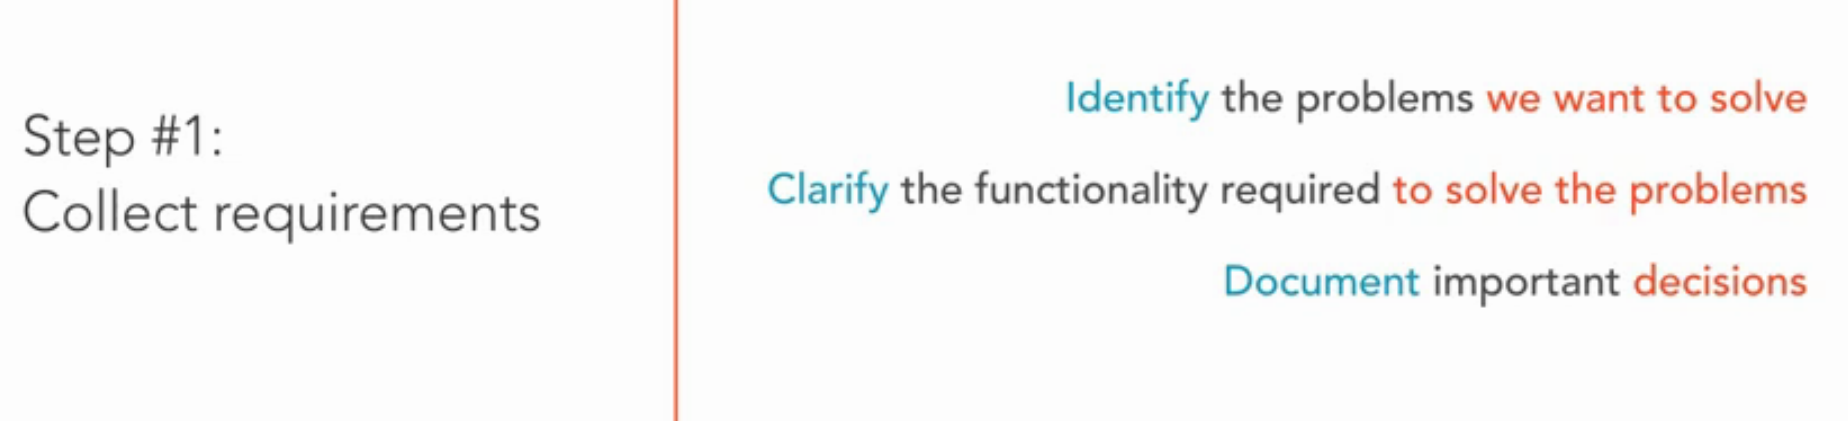 Step #1:
Collect requirements
Identify the problems we want to solve
Clarify the functionality required to solve the problems
Document important decisions